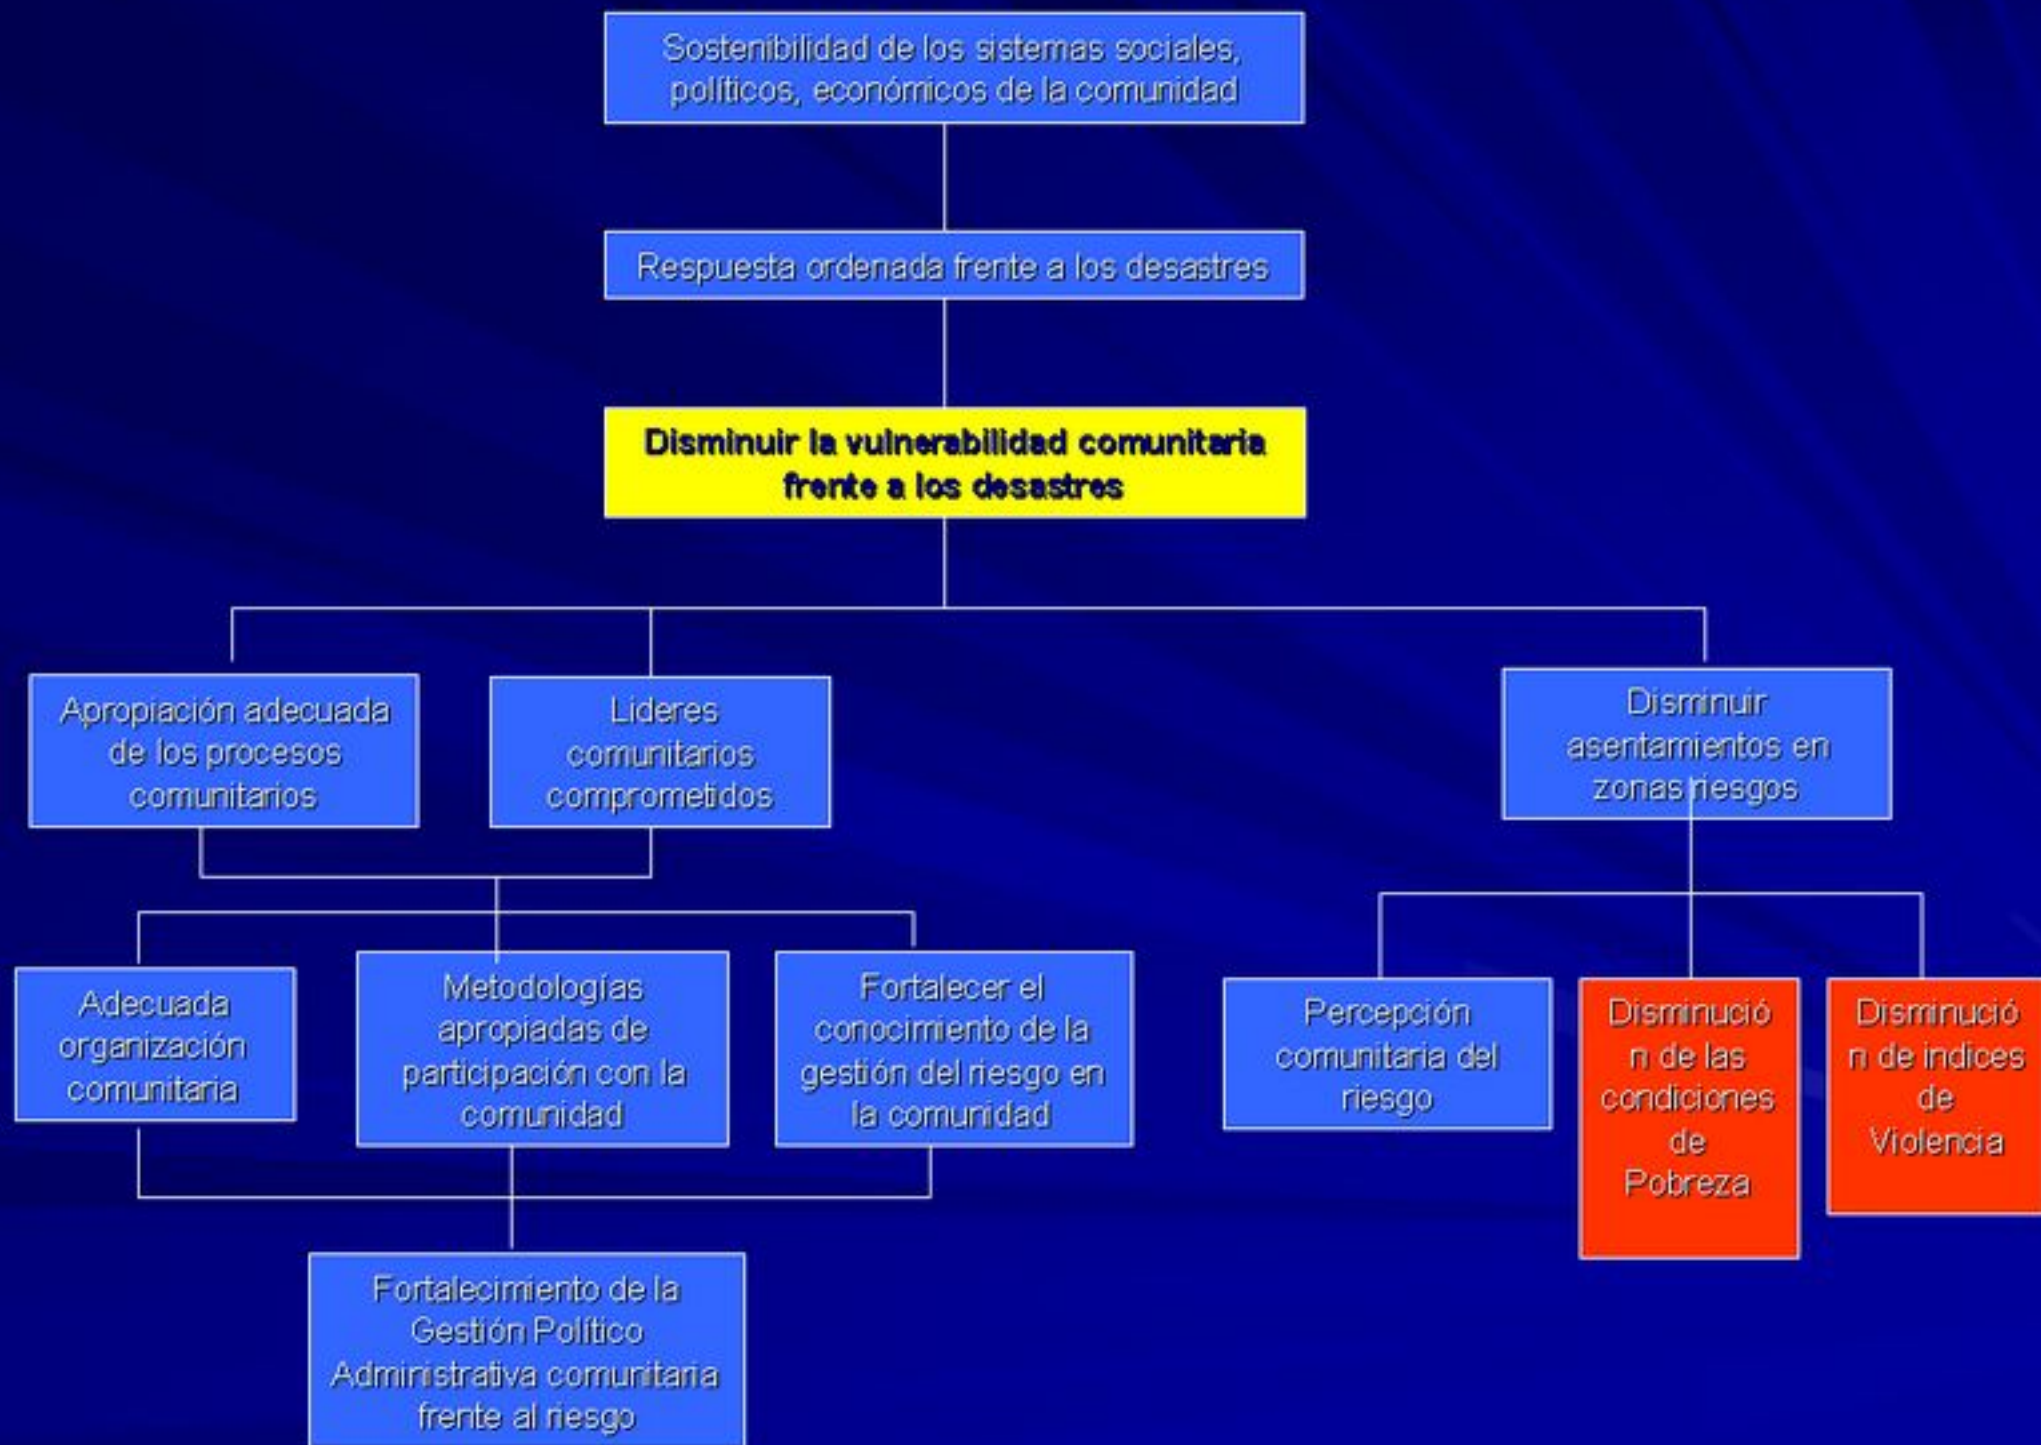 Sostenibilidad de los sistemas sociales,
políticos, económicos de la comunidad
Respuesta ordenada frente a los desastres
Disminuir la vulnerabilidad comunitaria
frente a los desastres
Apropiación adecuada
de los procesos
comunitarios
Lideres
comunitarios
comprometidos
Disminuir
asentamientos en
zonas riesgos
Adecuada
organización
comunitaria
Metodologías
apropiadas de
participación con la
comunidad
Fortalecer el
conocimiento de la
gestión del riesgo en
la comunidad
Percepción
comunitaria del
riesgo
Disminució
n de las
condiciones
de
Pobreza
Disminució
n de indices
de
Violencia
Fortalecimiento de la
Gestión Político
Administrativa comunitaria
frente al riesgo